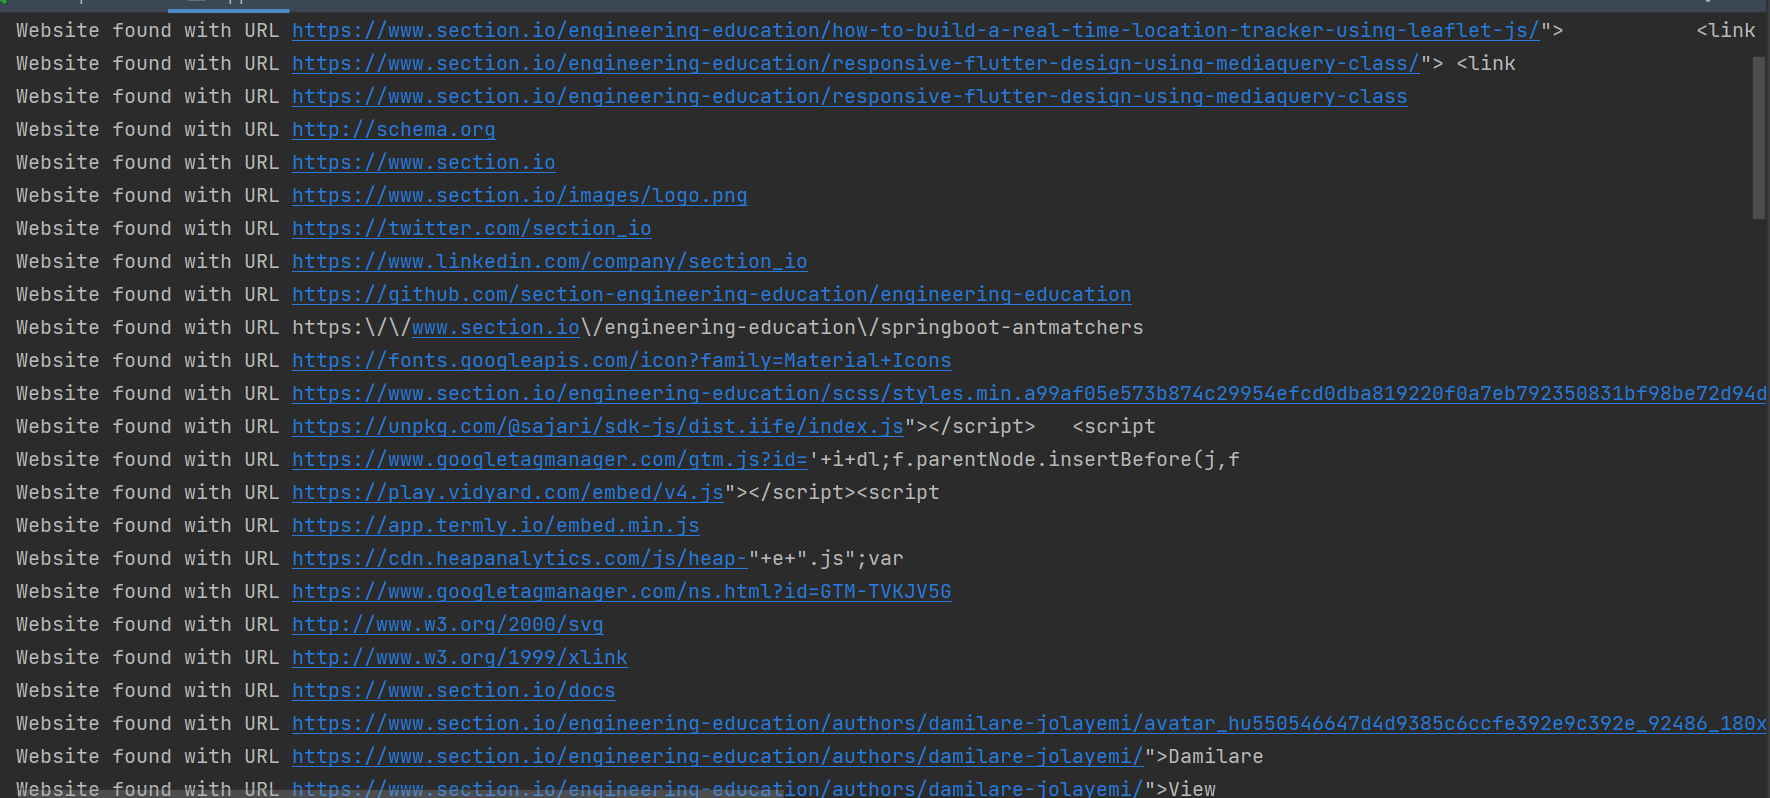 Website found with URL https://www.section.io/engineering-education/how-to-build-a-real-time-location-tracker-using-leaflet-js/"> <link
Website found with URL https://www.section.io/engineering-education/responsive-flutter-design-using-mediaquery-class/"> <link
Website found with URL https://www.section.io/engineering-education/responsive-flutter-design-using-mediaquery-class
Website found with URL http://schema.org
Website found with URL https://www.section.io
Website found with URL https://www.section.io/images/logo.png
Website found with URL https://twitter.com/section_io
Website found with URL https://www.linkedin.com/company/section_io
Website found with URL https://github.com/section-engineering-education/engineering-education
Website found with URL https:\/\/www.section.io\/engineering-education\/springboot-antmatchers
Website found with URL https://fonts.googleapis.com/icon?family=Material+Icons
Website found with URL https://www.section.io/engineering-education/scss/styles.min.a99af05e573b874c29954efcd0dba819220f0a7eb792350831bf98be72d94d
Website found with URL https://unpkg.com/@sajari/sdk-js/dist.iife/index.js"></script> <script
Website found with URL https://www.googletagmanager.com/gtm.js?id='+i+dl;f.parentNode.insertBefore(j,f
Website found with URL https://play.vidyard.com/embed/v4.js"></script><script
Website found with URL https://app.termly.io/embed.min.js
Website found with URL https://cdn.heapanalytics.com/js/heap-"+e+".js";var
Website found with URL https://www.googletagmanager.com/ns.html?id=GTM-TVKJV5G
Website found with URL http://www.w3.org/2000/svg
Website found with URL http://www.w3.org/1999/xlink
Website found with URL https://www.section.io/docs
Website found with URL https://www.section.io/engineering-education/authors/damilare-jolayemi/avatar_hu550546647d4d9385c6ccfe392e9c392e_92486_180x
Website found with URL https://www.section.io/engineering-education/authors/damilare-jolayemi/">Damilare
Website found with URL https://www.section.io/engineering-education/authors/damilare-jolayemi/">View